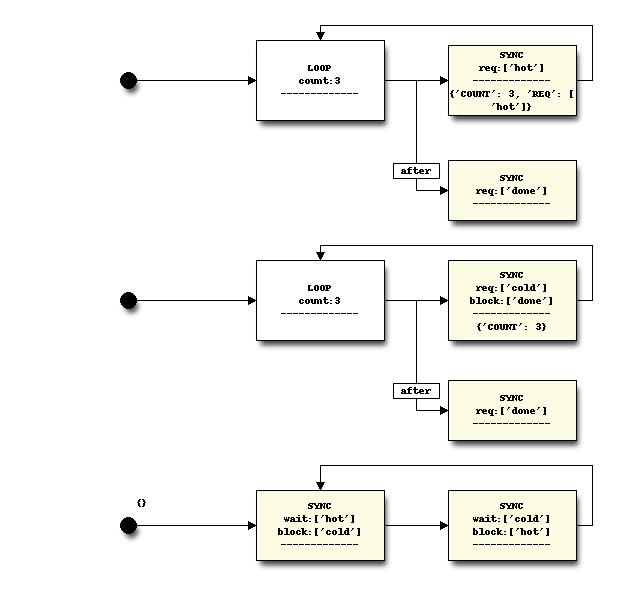 LOOP
count:3
-------------
SYNC
req:['hot']
-------------
{'COUNT': 3, 'REQ': [
'hot']}
after
SYNC
req:['done']
-------------
LOOP
count:3
-------------
SYNC
req:['cold']
block:['done']
-------------
{'COUNT': 3}
after
SYNC
req:['done']
-------------
{}
SYNC
wait:['hot']
block:['cold']
-------------
SYNC
wait:['cold']
block:['hot']
-------------